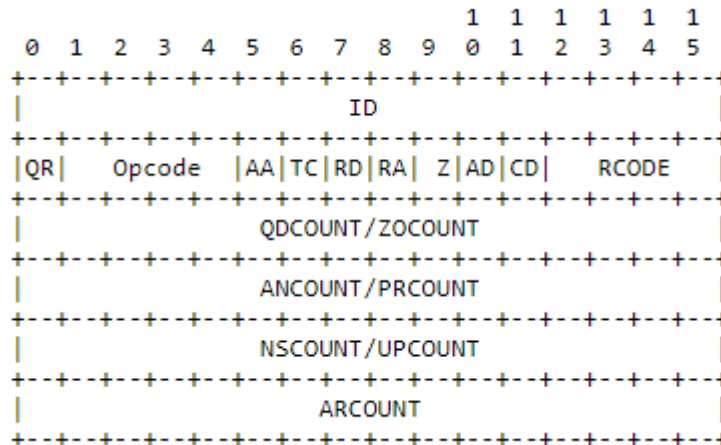 1  1  1  1  1  1
  0  1  2  3  4  5  6  7  8  9  0  1  2  3  4  5
+--+--+--+--+--+--+--+--+--+--+--+--+--+--+--+--+
|                      ID                       |
+--+--+--+--+--+--+--+--+--+--+--+--+--+--+--+--+
|QR|   Opcode  |AA|TC|RD|RA| Z|AD|CD|   RCODE   |
+--+--+--+--+--+--+--+--+--+--+--+--+--+--+--+--+
|                QDCOUNT/ZOCOUNT                |
+--+--+--+--+--+--+--+--+--+--+--+--+--+--+--+--+
|                ANCOUNT/PRCOUNT                |
+--+--+--+--+--+--+--+--+--+--+--+--+--+--+--+--+
|                NSCOUNT/UPCOUNT                |
+--+--+--+--+--+--+--+--+--+--+--+--+--+--+--+--+
|                    ARCOUNT                    |
+--+--+--+--+--+--+--+--+--+--+--+--+--+--+--+--+